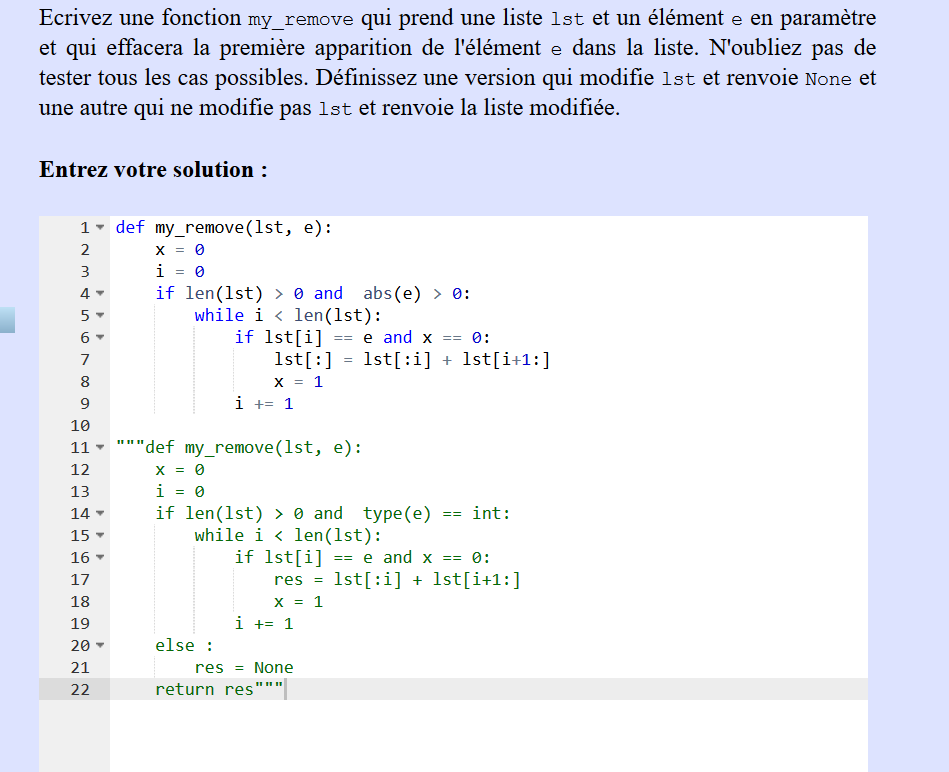 Ecrivez une fonction my_remove qui prend une liste lst et un élément e en paramètre
et qui effacera la première apparition de l'élément e dans la liste. N'oubliez pas de
tester tous les cas possibles. Définissez une version qui modifie lst et renvoie None et
une autre qui ne modifie pas lst et renvoie la liste modifiée.
Entrez votre solution :
1 def my_remove(lst, e):
2     x = 0
3     i = 0
4     if len(lst) > 0 and  abs(e) > 0:
5         while i < len(lst):
6             if lst[i] == e and x == 0:
7                 lst[:] = lst[:i] + lst[i+1:]
8                 x = 1
9             i += 1
10
11 """def my_remove(lst, e):
12     x = 0
13     i = 0
14     if len(lst) > 0 and  type(e) == int:
15         while i < len(lst):
16             if lst[i] == e and x == 0:
17                 res = lst[:i] + lst[i+1:]
18                 x = 1
19             i += 1
20     else :
21         res = None
22     return res"""